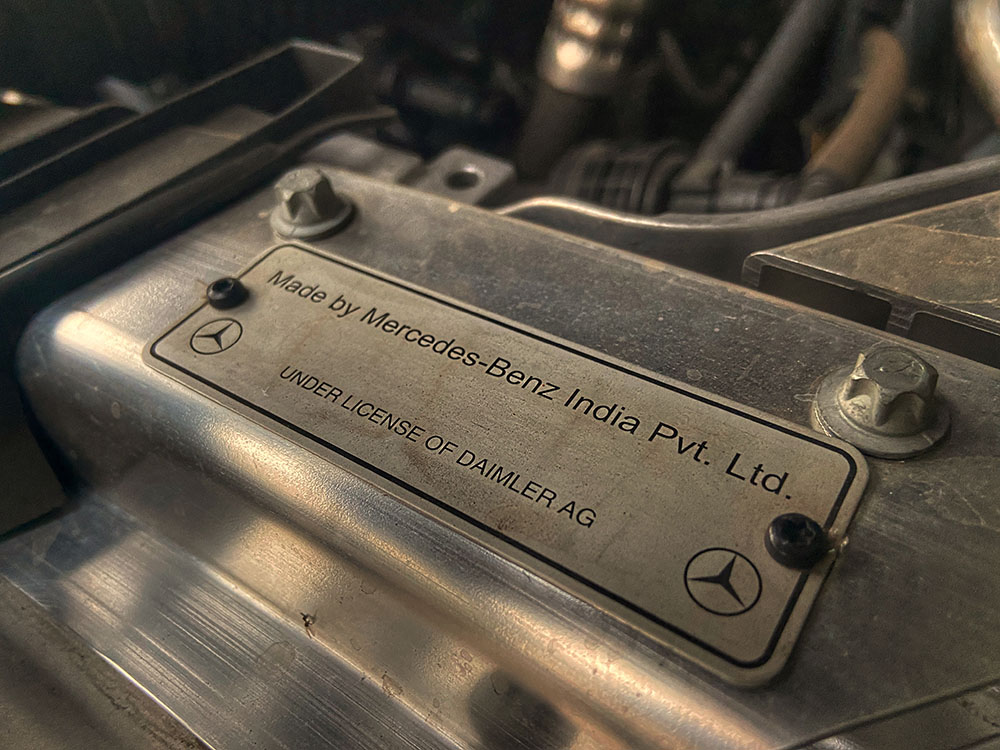 Made by Mercedes-Benz India Pvt. Ltd.
UNDER LICENSE OF DAIMLER AG